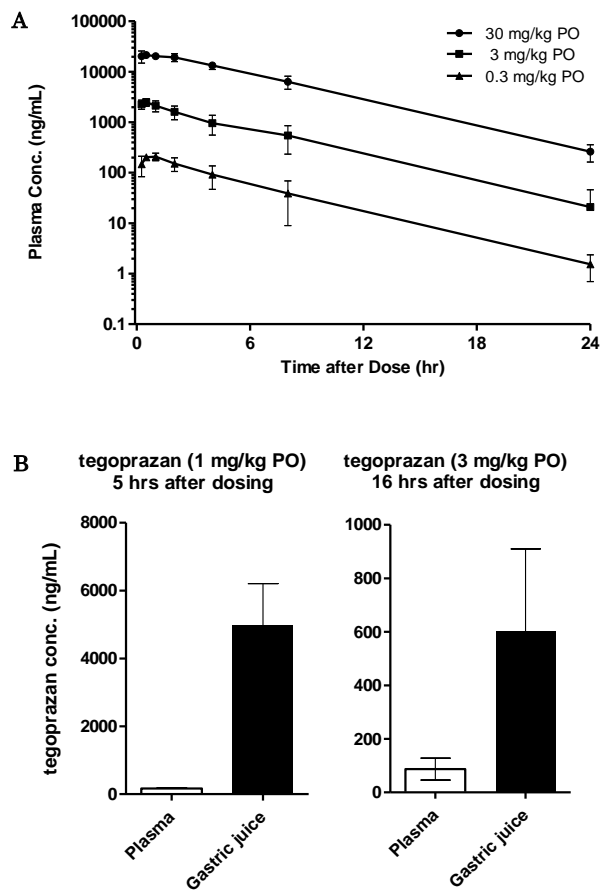 A
100000
10000
1000
100
10
1
0.1
Plasma Conc. (ng/mL)
30 mg/kg PO
3 mg/kg PO
0.3 mg/kg PO
0
6
12
18
24
Time after Dose (hr)
B
tegoprazan (1 mg/kg PO)
5 hrs after dosing
8000
6000
4000
2000
0
tegoprazan conc. (ng/mL)
Plasma
Gastric juice
tegoprazan (3 mg/kg PO)
16 hrs after dosing
1000
800
600
400
200
0
Plasma
Gastric juice